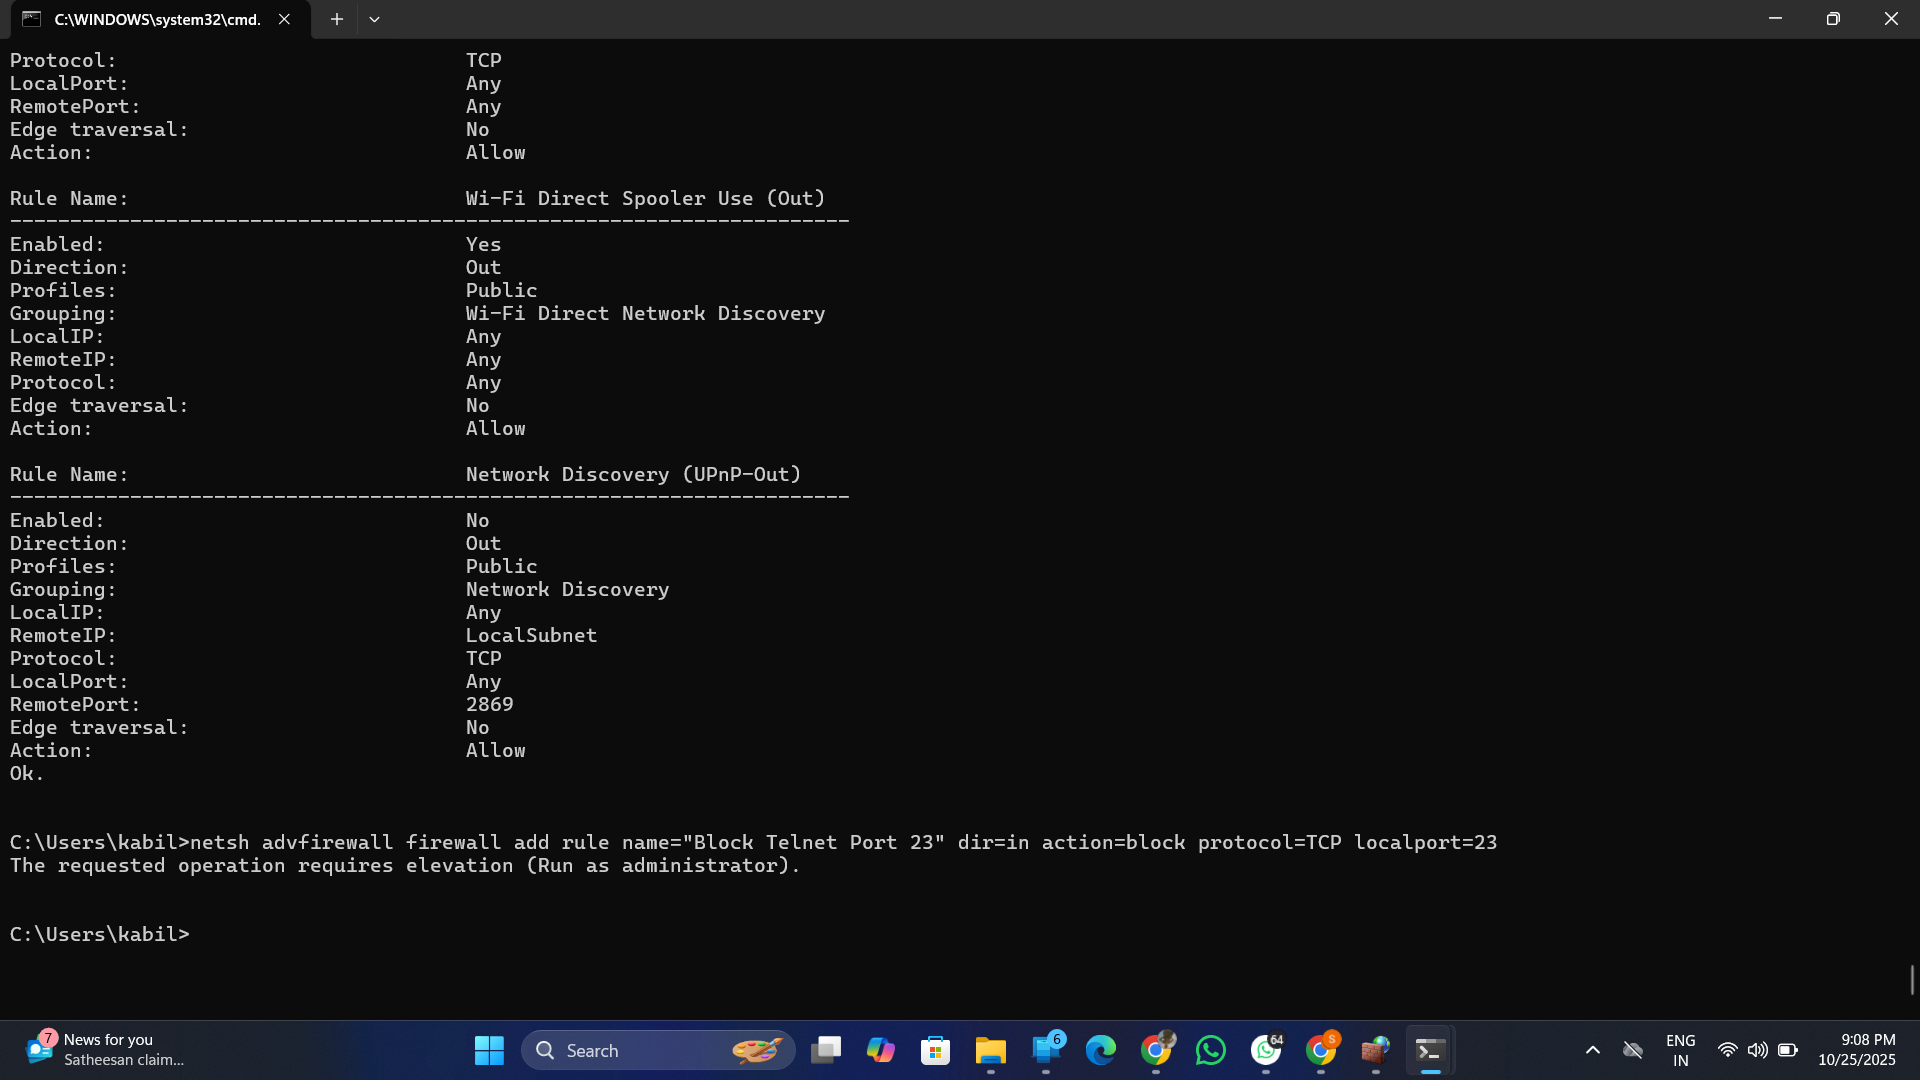 C:\WINDOWS\system32\cmd.
Protocol: TCP
LocalPort: Any
RemotePort: Any
Edge traversal: No
Action: Allow
Rule Name: Wi-Fi Direct Spooler Use (Out)
----------------------------------------------------------------------
Enabled: Yes
Direction: Out
Profiles: Public
Grouping: Wi-Fi Direct Network Discovery
LocalIP: Any
RemoteIP: Any
Protocol: Any
Edge traversal: No
Action: Allow
Rule Name: Network Discovery (UPnP-Out)
----------------------------------------------------------------------
Enabled: No
Direction: Out
Profiles: Public
Grouping: Network Discovery
LocalIP: Any
RemoteIP: LocalSubnet
Protocol: TCP
LocalPort: Any
RemotePort: 2869
Edge traversal: No
Action: Allow
Ok.
C:\Users\kabil>netsh advfirewall firewall add rule name="Block Telnet Port 23" dir=in action=block protocol=TCP localport=23
The requested operation requires elevation (Run as administrator).
C:\Users\kabil>
7
News for you
Satheesan claim...
Search
6
64
S
ENG
IN
9:08 PM
10/25/2025